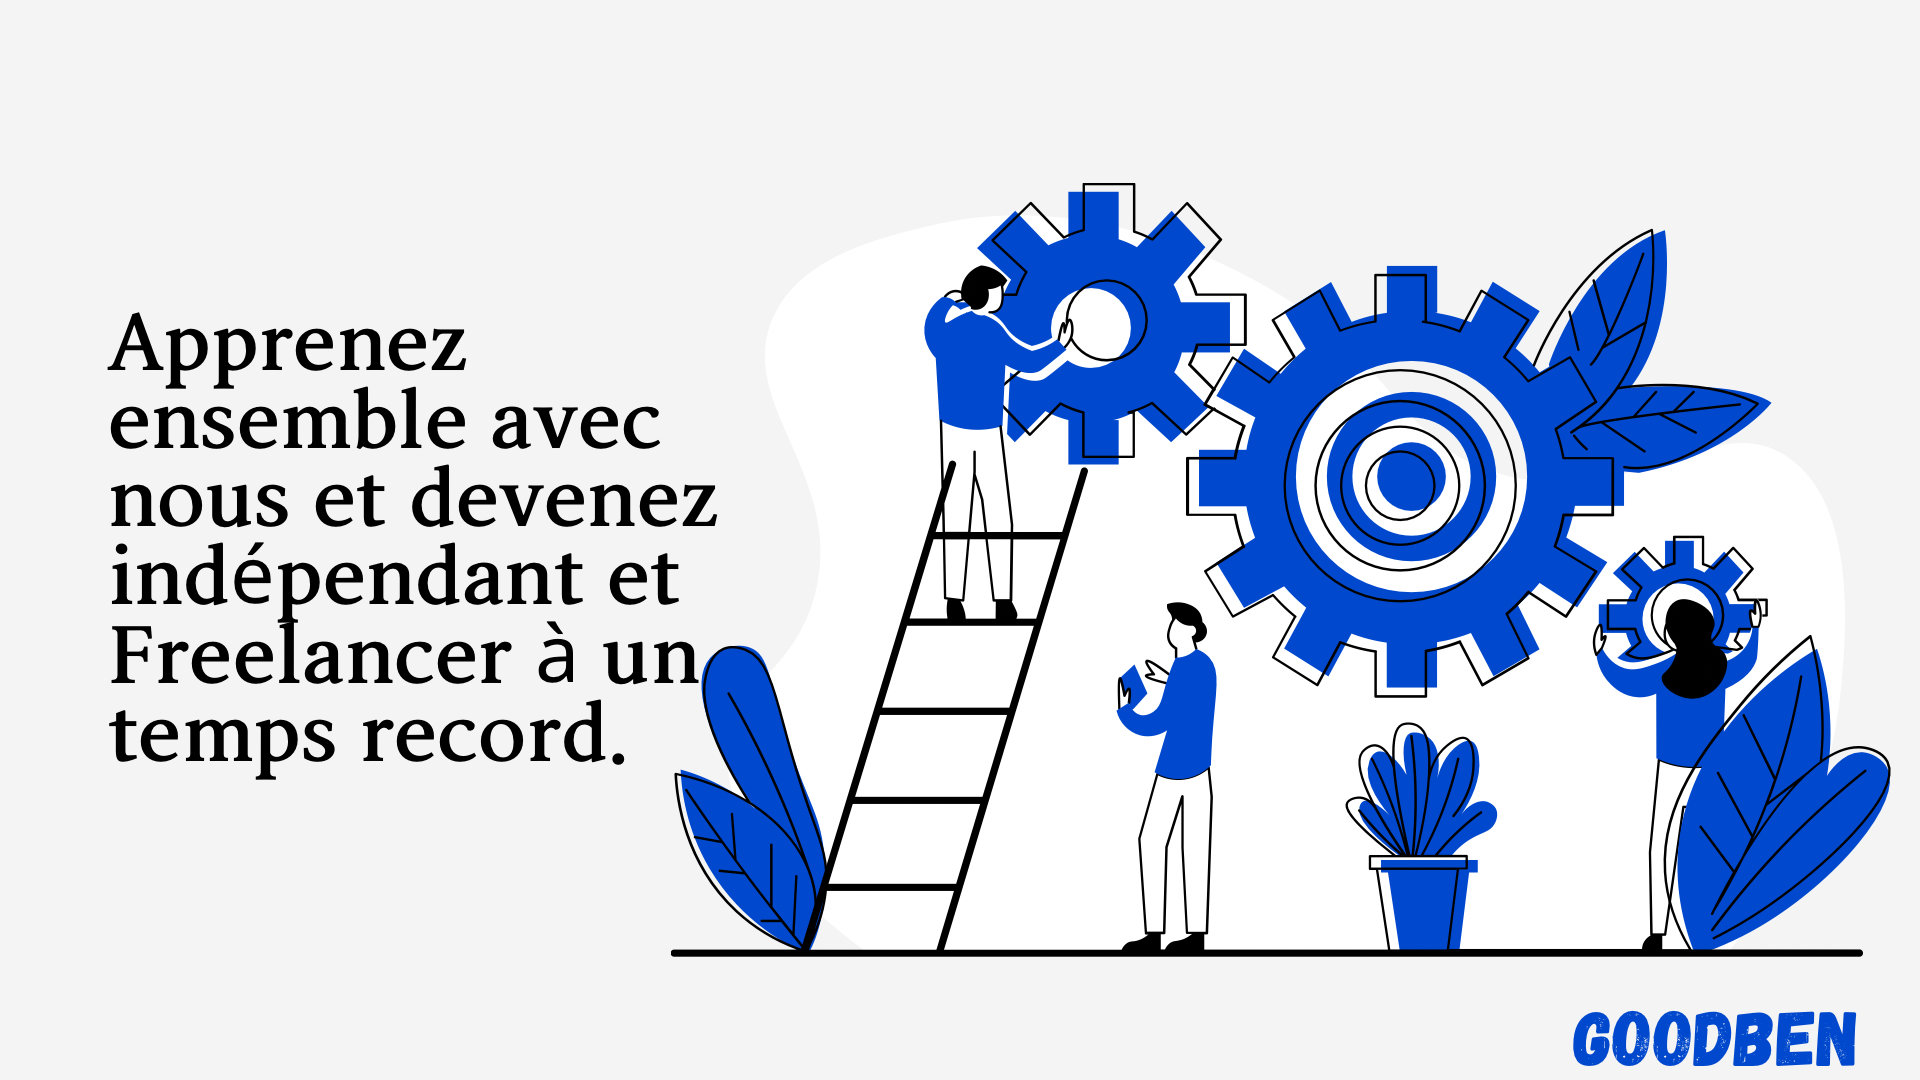 Apprenez
ensemble avec
nous et devenez
indépendant et
Freelancer à un
temps record.
GOODBEN